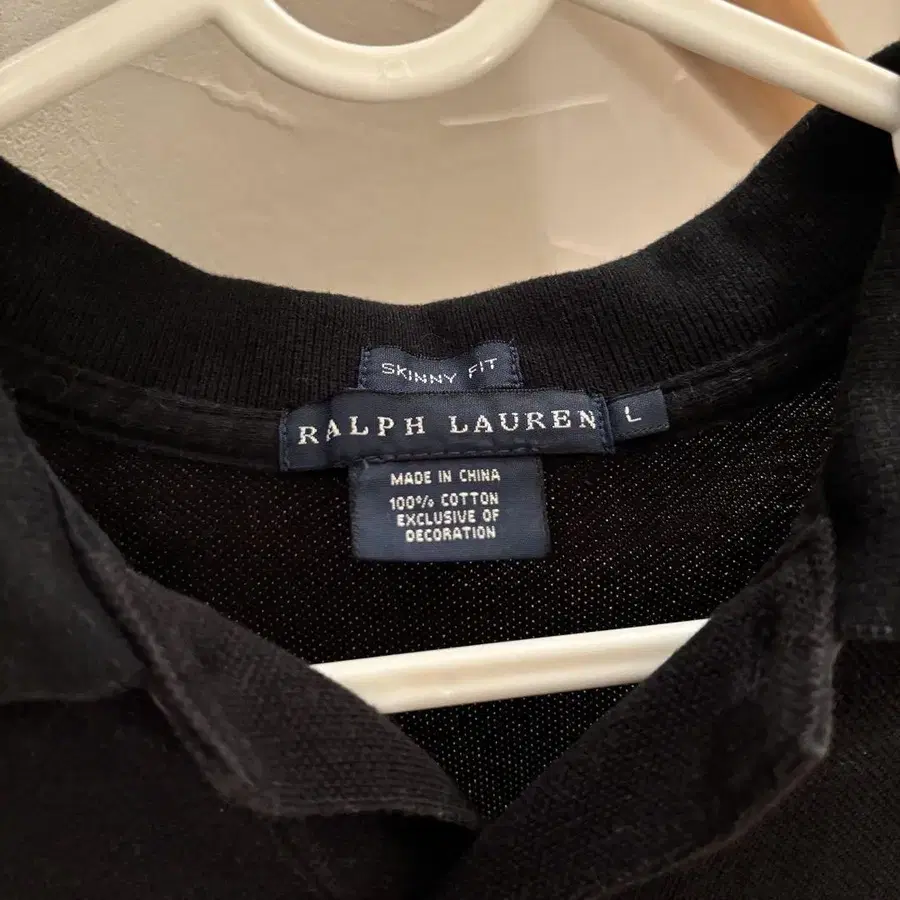 SKINNY FIT
RALPH LAUREN
L
MADE IN CHINA
100% COTTON
EXCLUSIVE OF
DECORATION